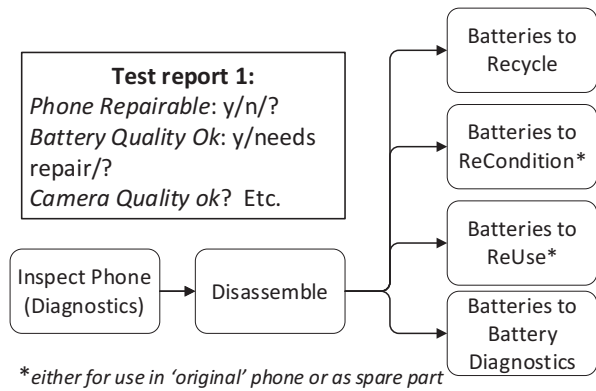 Test report 1:
Phone Repairable: y/n/?
Battery Quality Ok: y/needs
repair/?
Camera Quality ok? Etc.
Inspect Phone
(Diagnostics)
Disassemble
Batteries to
Recycle
Batteries to
ReCondition*
Batteries to
ReUse*
Batteries to
Battery
Diagnostics
*either for use in ‘original’ phone or as spare part